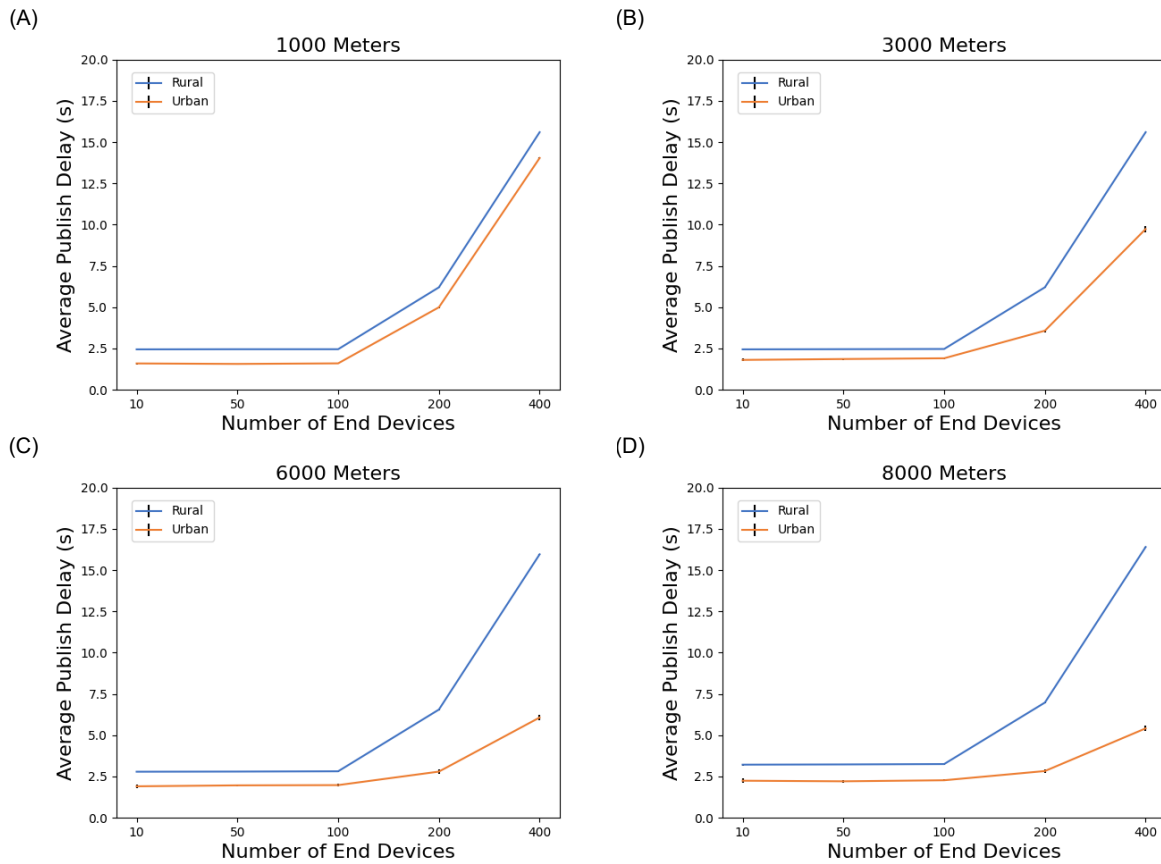 (A)
1000 Meters
Average Publish Delay (s)
20.0
17.5
15.0
12.5
10.0
7.5
5.0
2.5
0.0
Rural
Urban
10 50 100 200 400
Number of End Devices
(B)
3000 Meters
Average Publish Delay (s)
20.0
17.5
15.0
12.5
10.0
7.5
5.0
2.5
0.0
Rural
Urban
10 50 100 200 400
Number of End Devices
(C)
6000 Meters
Average Publish Delay (s)
20.0
17.5
15.0
12.5
10.0
7.5
5.0
2.5
0.0
Rural
Urban
10 50 100 200 400
Number of End Devices
(D)
8000 Meters
Average Publish Delay (s)
20.0
17.5
15.0
12.5
10.0
7.5
5.0
2.5
0.0
Rural
Urban
10 50 100 200 400
Number of End Devices